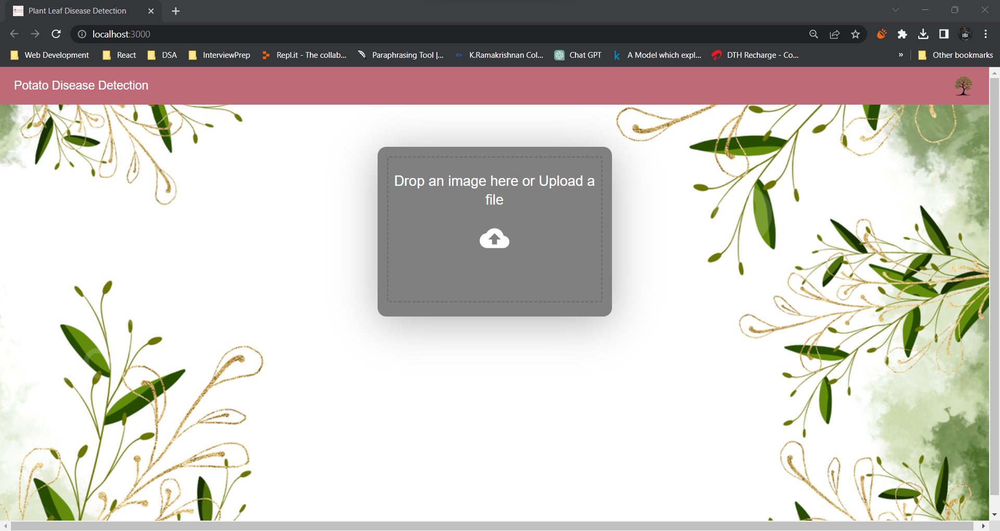 Plant Leaf Disease Detection
localhost:3000
Web Development
React
DSA
InterviewPrep
Repl.it - The collab...
Paraphrasing Tool |...
K.Ramakrishnan Col...
Chat GPT
A Model which expl...
DTH Recharge - Co...
»
Other bookmarks
Potato Disease Detection
Drop an image here or Upload a
file